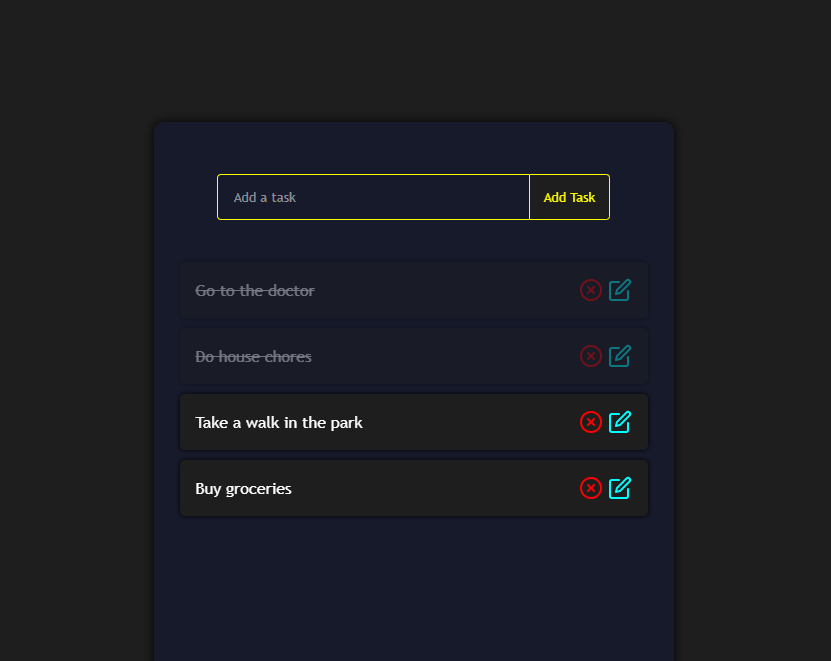 Add a task
Add Task
Go to the doctor
Do house chores
Take a walk in the park
Buy groceries